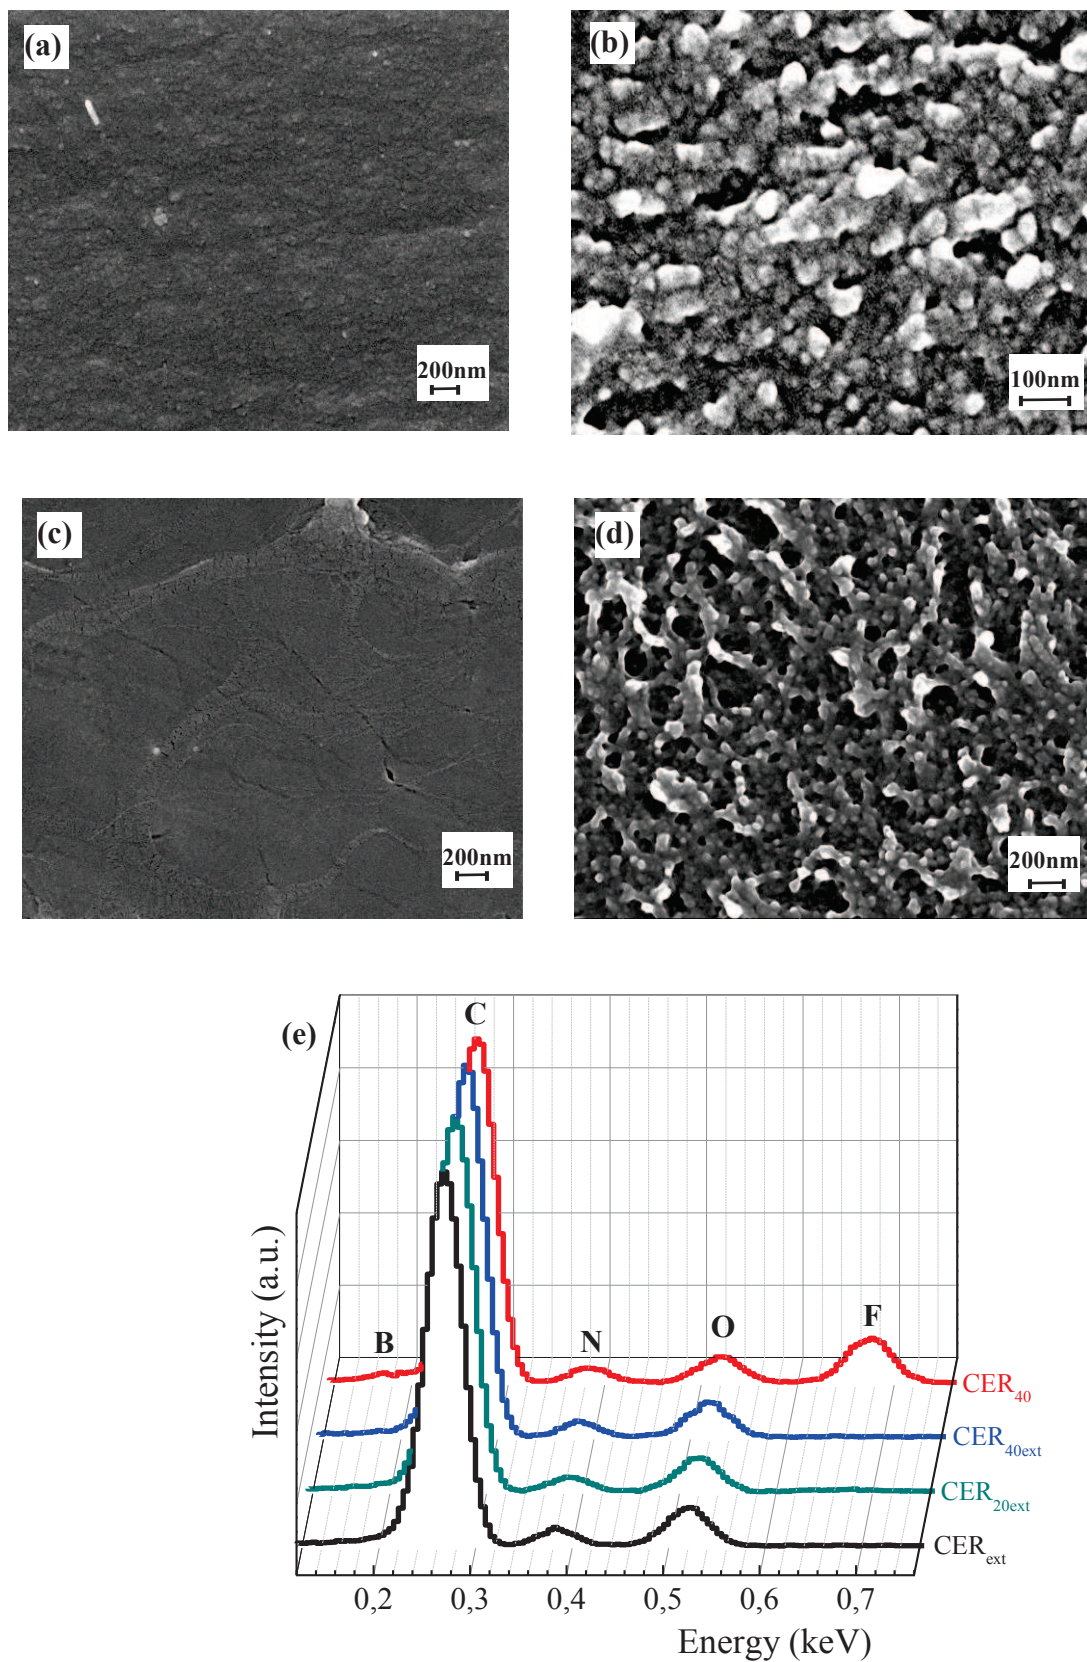 (a)
200nm
(b)
100nm
(c)
200nm
(d)
200nm
(e)
C
B
N
O
F
CER40
CER40ext
CER20ext
CERext
Intensity (a.u.)
0,2 0,3 0,4 0,5 0,6 0,7
Energy (keV)